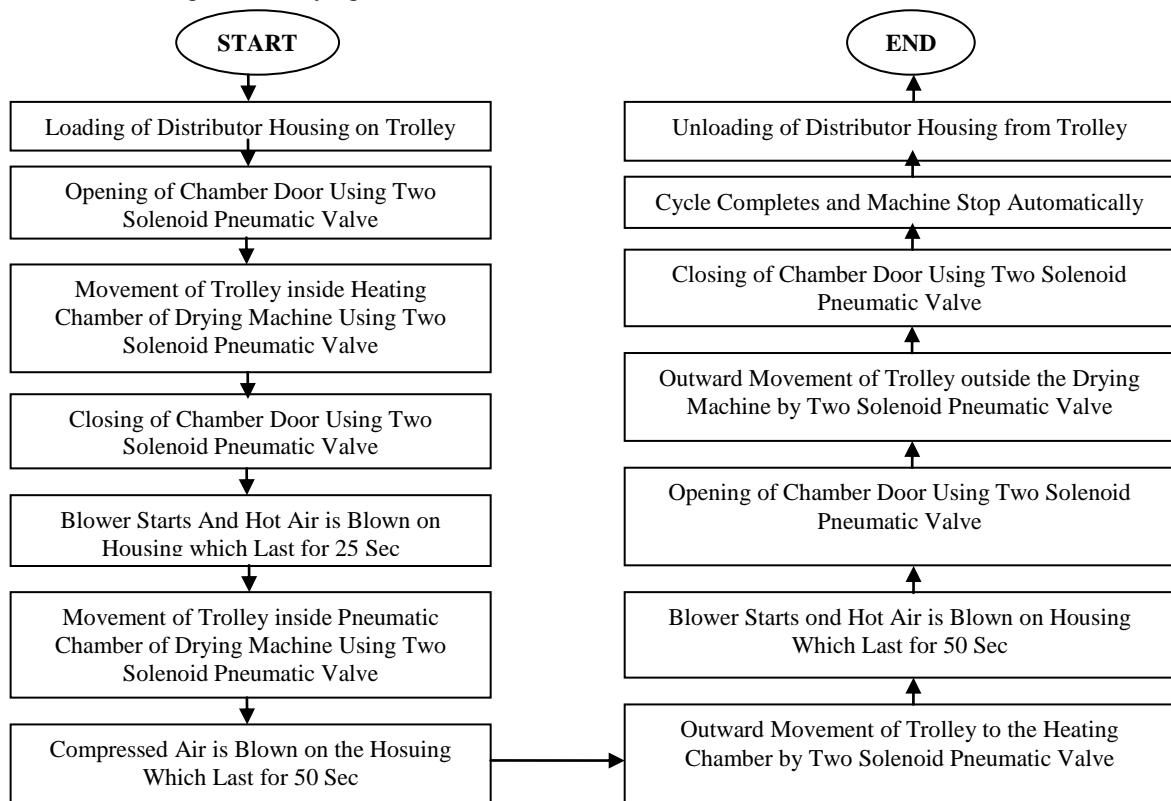 START
Loading of Distributor Housing on Trolley
Opening of Chamber Door Using Two
Solenoid Pneumatic Valve
Movement of Trolley inside Heating
Chamber of Drying Machine Using Two
Solenoid Pneumatic Valve
Closing of Chamber Door Using Two
Solenoid Pneumatic Valve
Blower Starts And Hot Air is Blown on
Housing which Last for 25 Sec
Movement of Trolley inside Pneumatic
Chamber of Drying Machine Using Two
Solenoid Pneumatic Valve
Compressed Air is Blown on the Hosuing
Which Last for 50 Sec
Outward Movement of Trolley to the Heating
Chamber by Two Solenoid Pneumatic Valve
Blower Starts ond Hot Air is Blown on Housing
Which Last for 50 Sec
Opening of Chamber Door Using Two Solenoid
Pneumatic Valve
Outward Movement of Trolley outside the Drying
Machine by Two Solenoid Pneumatic Valve
Closing of Chamber Door Using Two Solenoid
Pneumatic Valve
Cycle Completes and Machine Stop Automatically
Unloading of Distributor Housing from Trolley
END